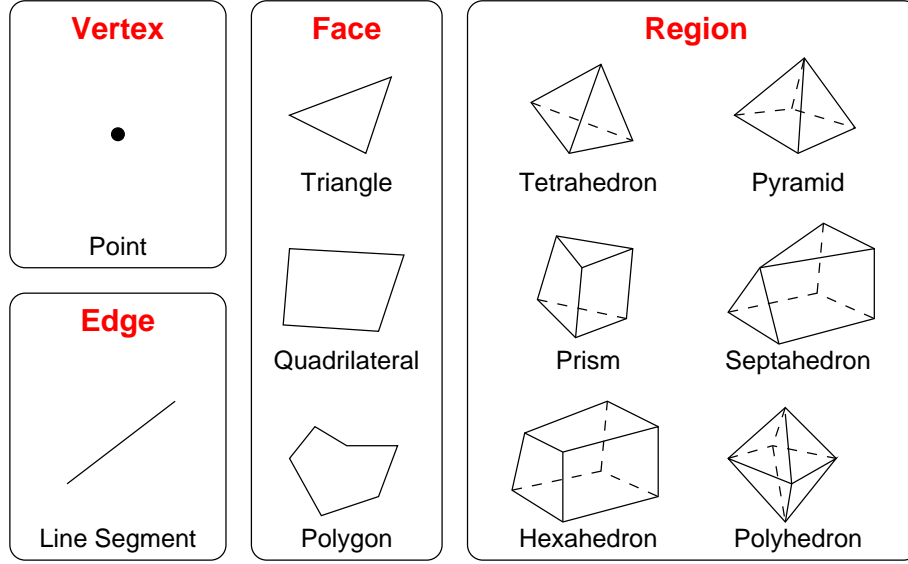 Vertex
Point
Edge
Line Segment
Face
Triangle
Quadrilateral
Polygon
Region
Tetrahedron
Pyramid
Prism
Septahedron
Hexahedron
Polyhedron